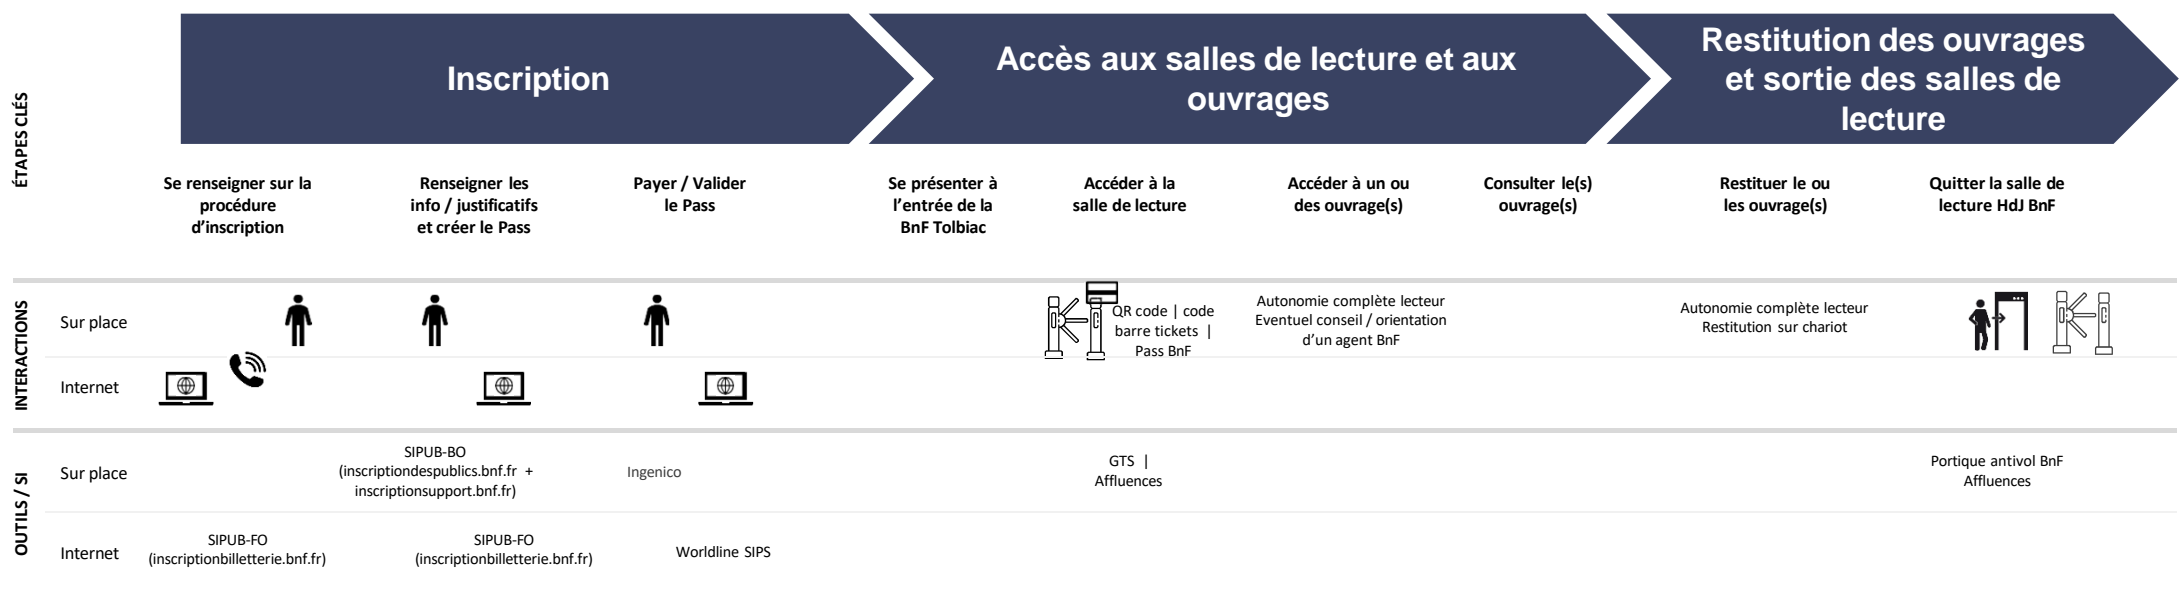 ÉTAPES CLÉS
Inscription
Accès aux salles de lecture et aux
ouvrages
Restitution des ouvrages
et sortie des salles de
lecture
Se renseigner sur la
procédure
d’inscription
Renseigner les
info / justificatifs
et créer le Pass
Payer / Valider
le Pass
Se présenter à
l’entrée de la
BnF Tolbiac
Accéder à la
salle de lecture
Accéder à un ou
des ouvrage(s)
Consulter le(s)
ouvrage(s)
Restituer le ou
les ouvrage(s)
Quitter la salle de
lecture HdJ BnF
INTERACTIONS
Sur place
QR code | code
barre tickets |
Pass BnF
Autonomie complète lecteur
Eventuel conseil / orientation
d’un agent BnF
Autonomie complète lecteur
Restitution sur chariot
Internet
OUTILS / SI
Sur place
SIPUB-BO
(inscriptiondespublics.bnf.fr +
inscriptionsupport.bnf.fr)
Ingenico
GTS |
Affluences
Portique antivol BnF
Affluences
Internet
SIPUB-FO
(inscriptionbilletterie.bnf.fr)
SIPUB-FO
(inscriptionbilletterie.bnf.fr)
Worldline SIPS